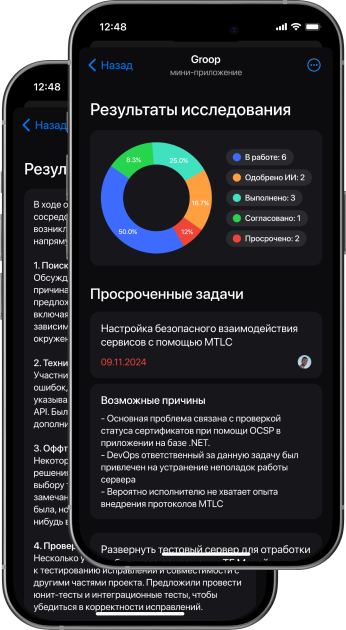 12:48
Назад
Groop
мини-приложение
Результаты исследования
8.3%
25.0%
16.7%
12%
50.0%
В работе: 6
Одобрено ИИ: 2
Выполнено: 3
Согласовано: 1
Просрочено: 2
Просроченные задачи
Настройка безопасного взаимодействия
сервисов с помощью MTLC
09.11.2024
Возможные причины
- Основная проблема связана с проверкой
статуса сертификатов при помощи OCSP в
приложении на базе .NET.
- DevOps ответственный за данную задачу был
привлечен на устранение неполадок работы
сервера
- Вероятно исполнителю не хватает опыта
внедрения протоколов MTLC
Развернуть тестовый сервер для отработки
12:48
Назад
Резул
В ходе о
сосредо
возникл
напряму
1. Поиск
Обсужд
причина
предло
включая
зависим
окружен
2. Техни
Участни
ошибок,
указыва
API. Был
дополни
3. Оффт
Некотор
решения
выбору т
замечан
была, но
нибудь в
4. Провер
Несколько у
к тестированию исправлений и совместимости с
другими частями проекта. Предложили провести
юнит-тесты и интеграционные тесты, чтобы
убедиться в корректности исправлений.